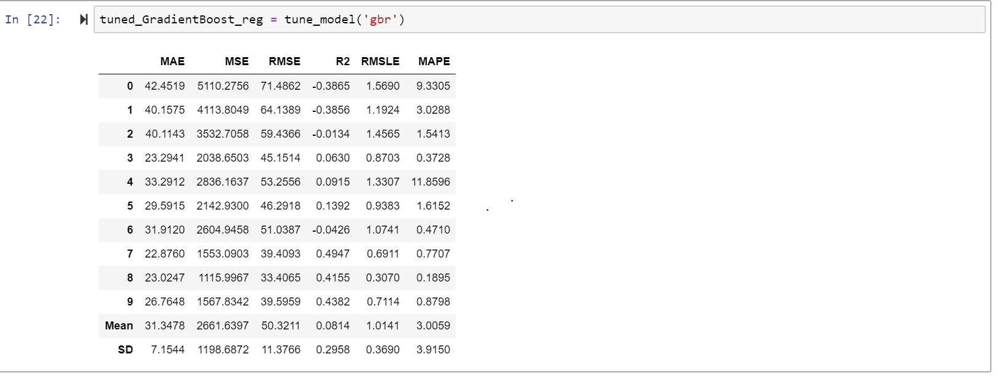 In [22]: tuned_GradientBoost_reg = tune_model('gbr')
MAE MSE RMSE R2 RMSLE MAPE
0 42.4519 5110.2756 71.4862 -0.3865 1.5690 9.3305
1 40.1575 4113.8049 64.1389 -0.3856 1.1924 3.0288
2 40.1143 3532.7058 59.4366 -0.0134 1.4565 1.5413
3 23.2941 2038.6503 45.1514 0.0630 0.8703 0.3728
4 33.2912 2836.1637 53.2556 0.0915 1.3307 11.8596
5 29.5915 2142.9300 46.2918 0.1392 0.9383 1.6152
6 31.9120 2604.9458 51.0387 -0.0426 1.0741 0.4710
7 22.8760 1553.0903 39.4093 0.4947 0.6911 0.7707
8 23.0247 1115.9967 33.4065 0.4155 0.3070 0.1895
9 26.7648 1567.8342 39.5959 0.4382 0.7114 0.8798
Mean 31.3478 2661.6397 50.3211 0.0814 1.0141 3.0059
SD 7.1544 1198.6872 11.3766 0.2958 0.3690 3.9150